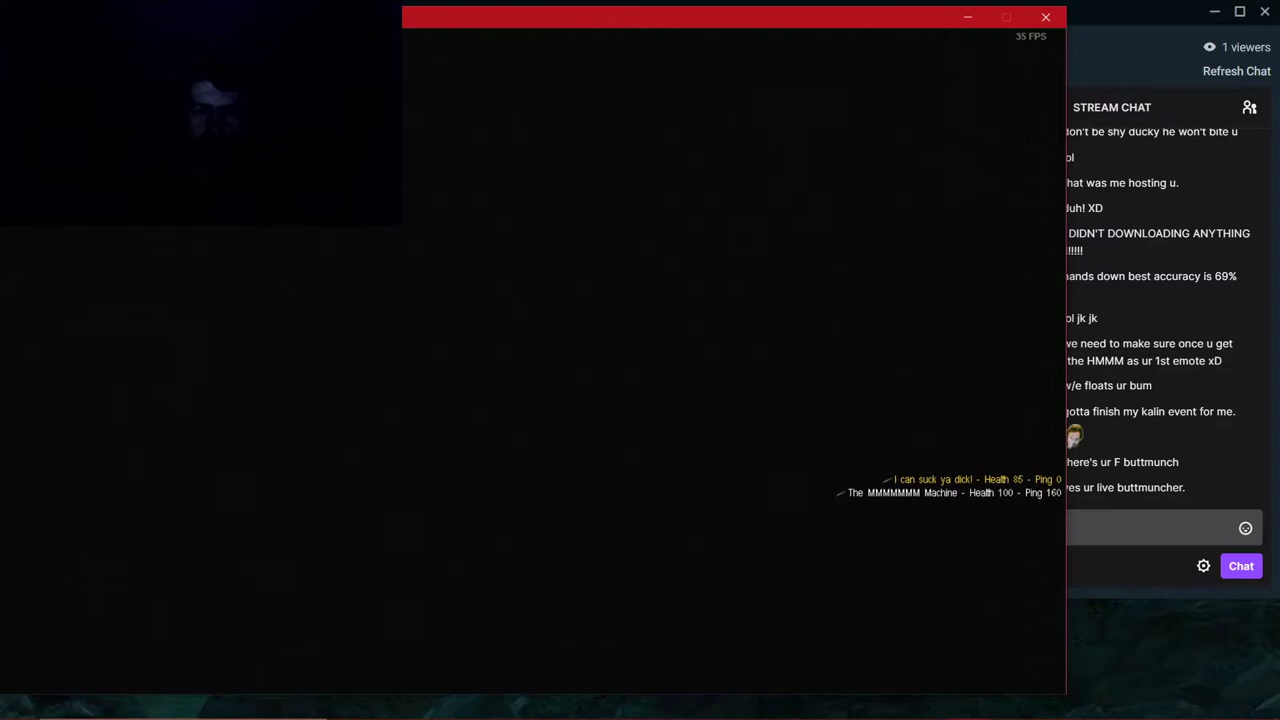 35 FPS
1 viewers
Refresh Chat
STREAM CHAT
don't be shy ducky he won't bite u
hat was me hosting u.
duh! XD
DIDN'T DOWNLOADING ANYTHING
!!!!!!
hands down best accuracy is 69%
ol jk jk
we need to make sure once u get
the HMMM as ur 1st emote xD
w/e floats ur bum
gotta finish my kalin event for me.
here's ur F buttmunch
I can suck ya dick! - Health 85 - Ping 0
The MMMMMMM Machine - Health 100 - Ping 160
yes ur live buttmuncher.
Chat